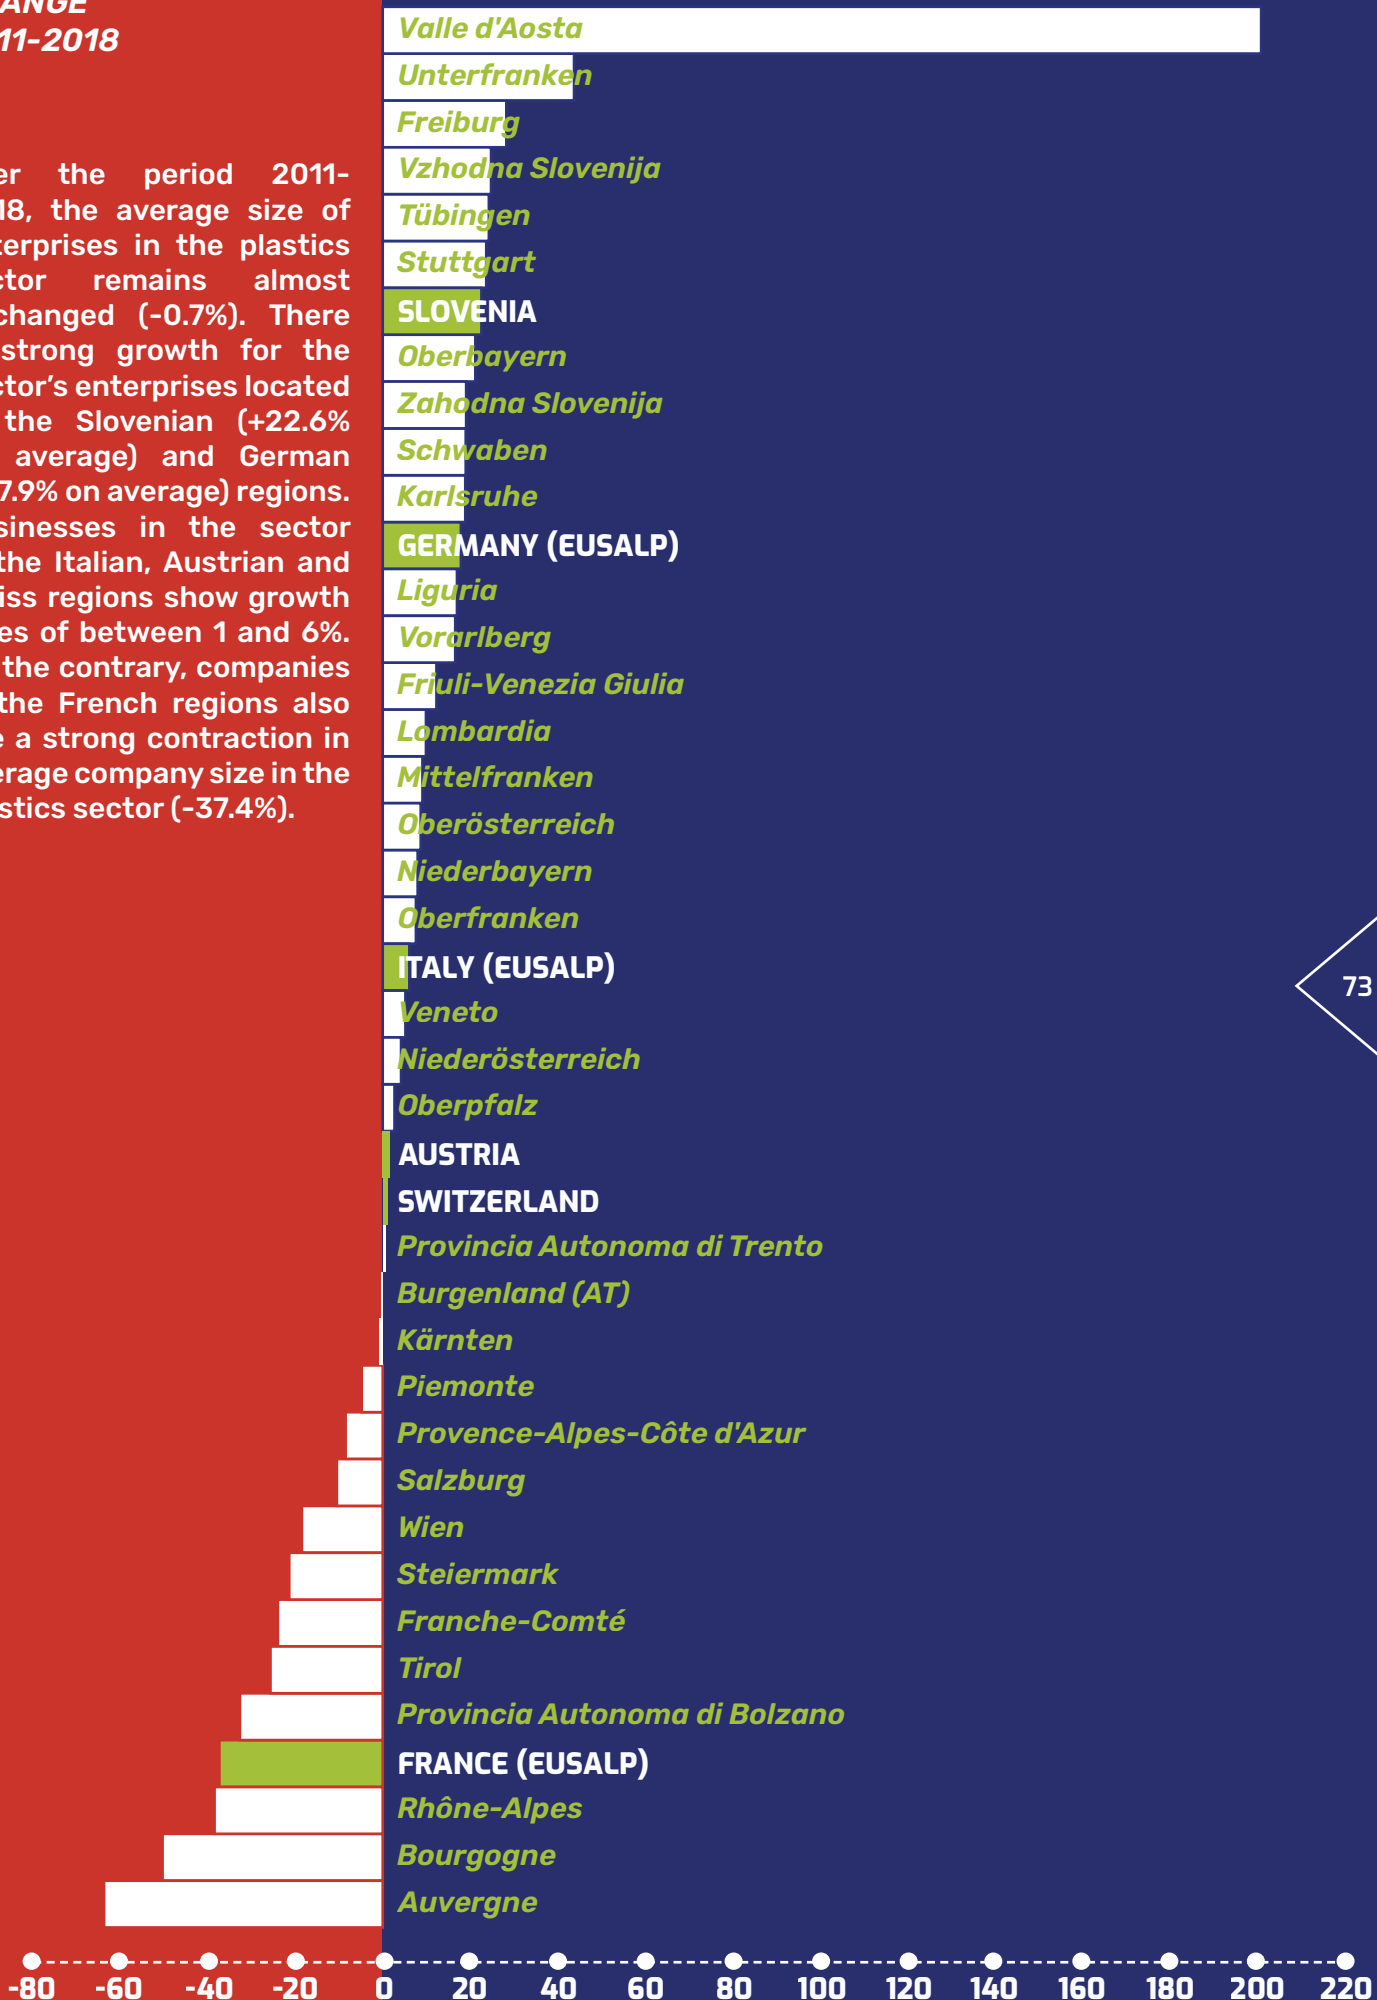 ANGE
11-2018
er the period 2011-
18, the average size of
terprises in the plastics
ctor remains almost
changed (-0.7%). There
strong growth for the
ctor's enterprises located
the Slovenian (+22.6%
average) and German
7.9% on average) regions.
sinesses in the sector
the Italian, Austrian and
iss regions show growth
es of between 1 and 6%.
the contrary, companies
the French regions also
e a strong contraction in
erage company size in the
stics sector (-37.4%).
Valle d'Aosta
Unterfranken
Freiburg
Vzhodna Slovenija
Tübingen
Stuttgart
SLOVENIA
Oberbayern
Zahodna Slovenija
Schwaben
Karlsruhe
GERMANY (EUSALP)
Liguria
Vorarlberg
Friuli-Venezia Giulia
Lombardia
Mittelfranken
Oberösterreich
Niederbayern
Oberfranken
ITALY (EUSALP)
Veneto
Niederösterreich
Oberpfalz
AUSTRIA
SWITZERLAND
Provincia Autonoma di Trento
Burgenland (AT)
Kärnten
Piemonte
Provence-Alpes-Côte d'Azur
Salzburg
Wien
Steiermark
Franche-Comté
Tirol
Provincia Autonoma di Bolzano
FRANCE (EUSALP)
Rhône-Alpes
Bourgogne
Auvergne
73
-80 -60 -40 -20 0 20 40 60 80 100 120 140 160 180 200 220